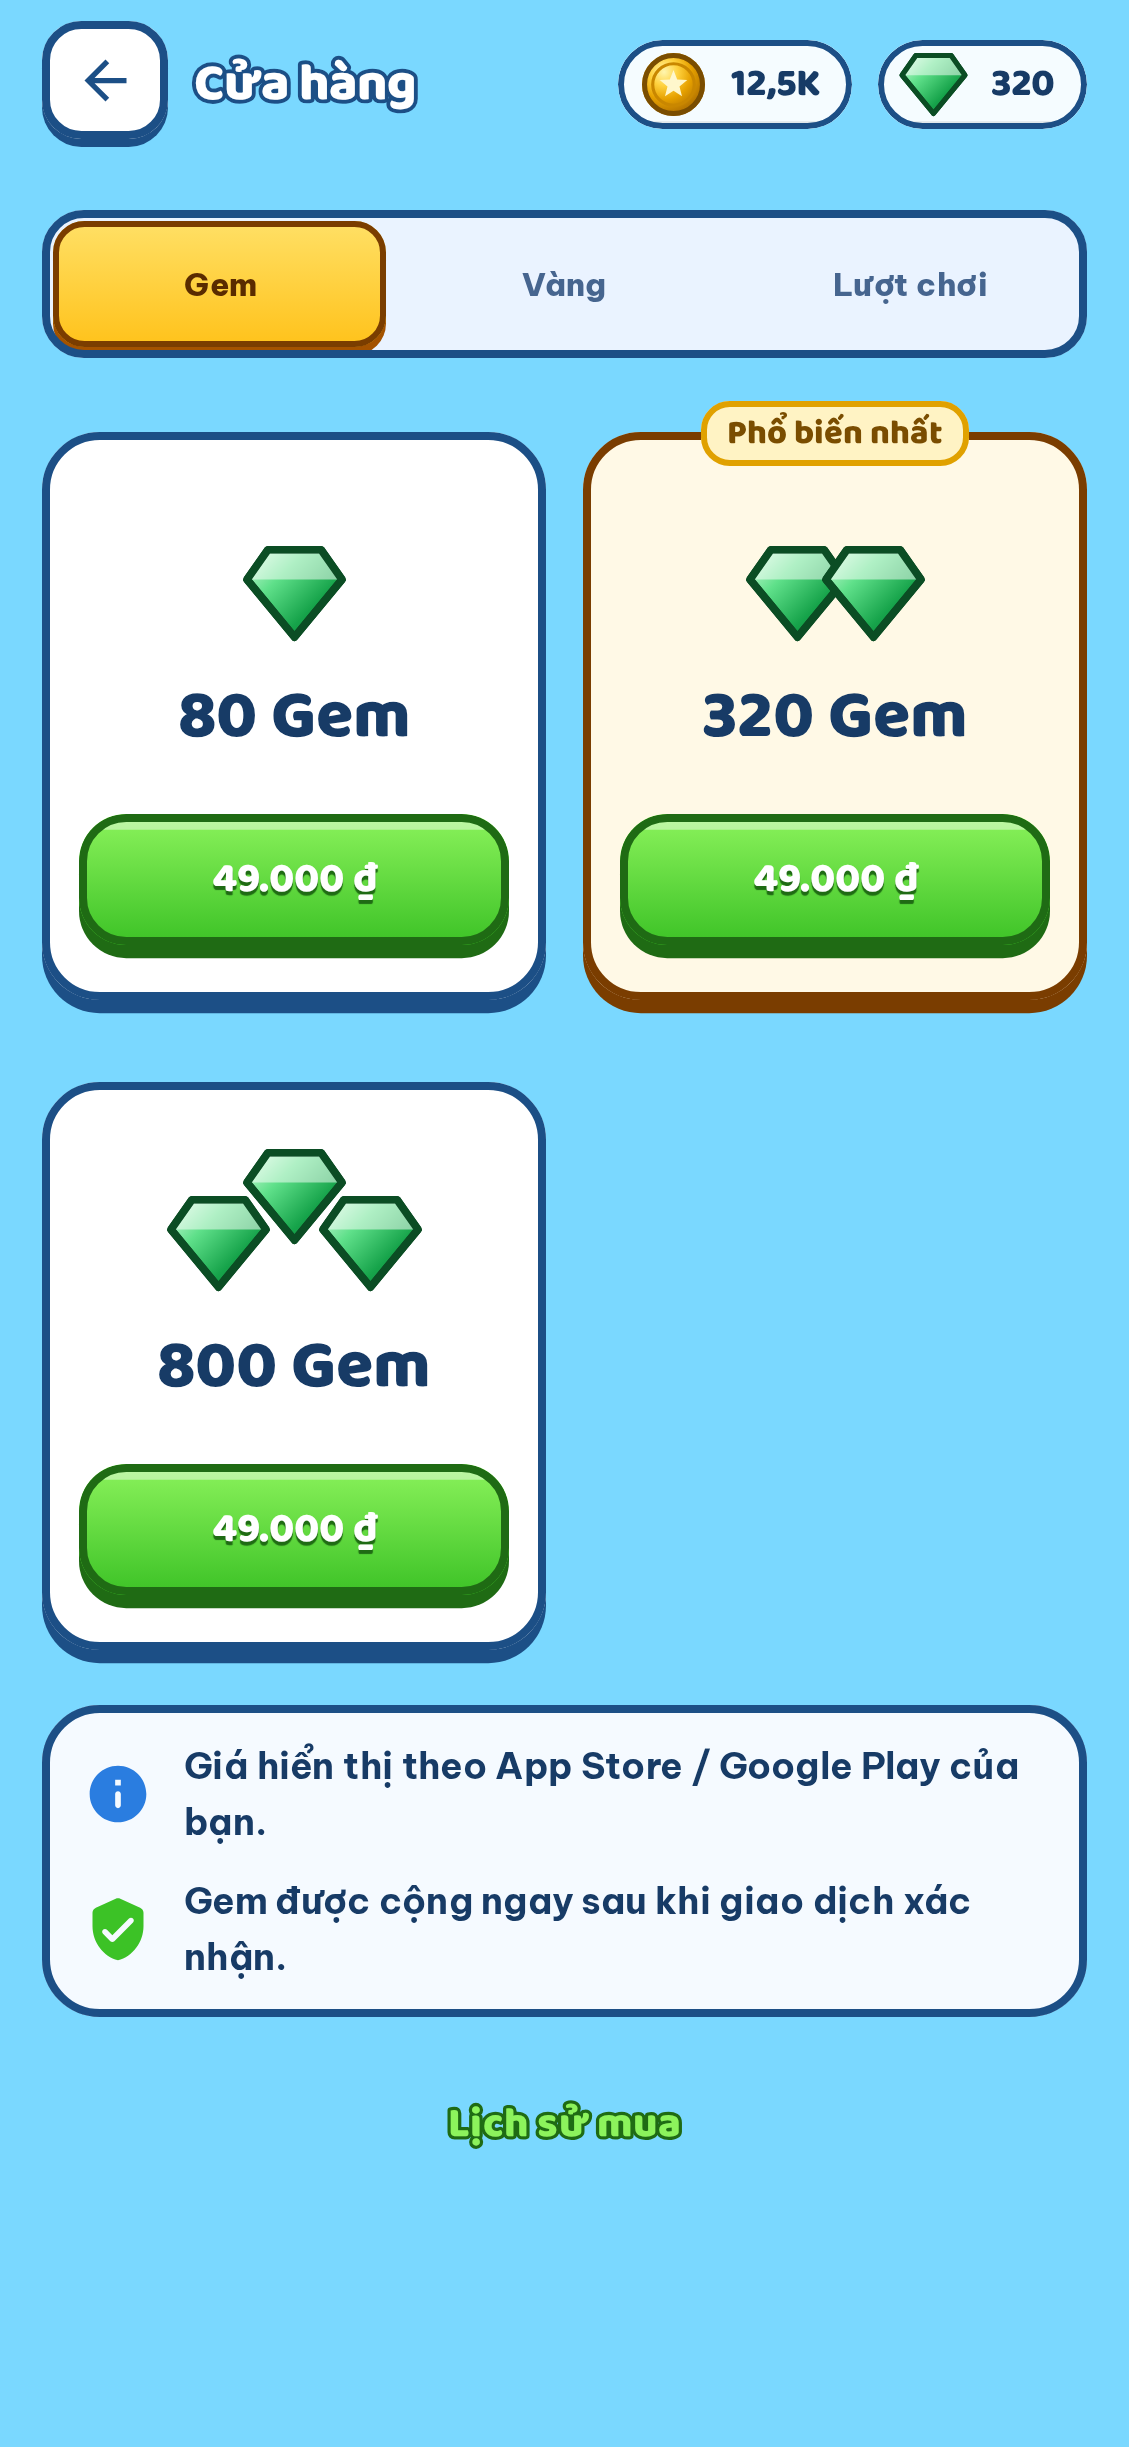 Cửa hàng
12,5K
320
Gem
Vàng
Lượt chơi
Phổ biến nhất
80 Gem
320 Gem
49.000 ₫
49.000 ₫
800 Gem
49.000 ₫
Giá hiển thị theo App Store / Google Play của
bạn.
Gem được cộng ngay sau khi giao dịch xác
nhận.
Lịch sử mua